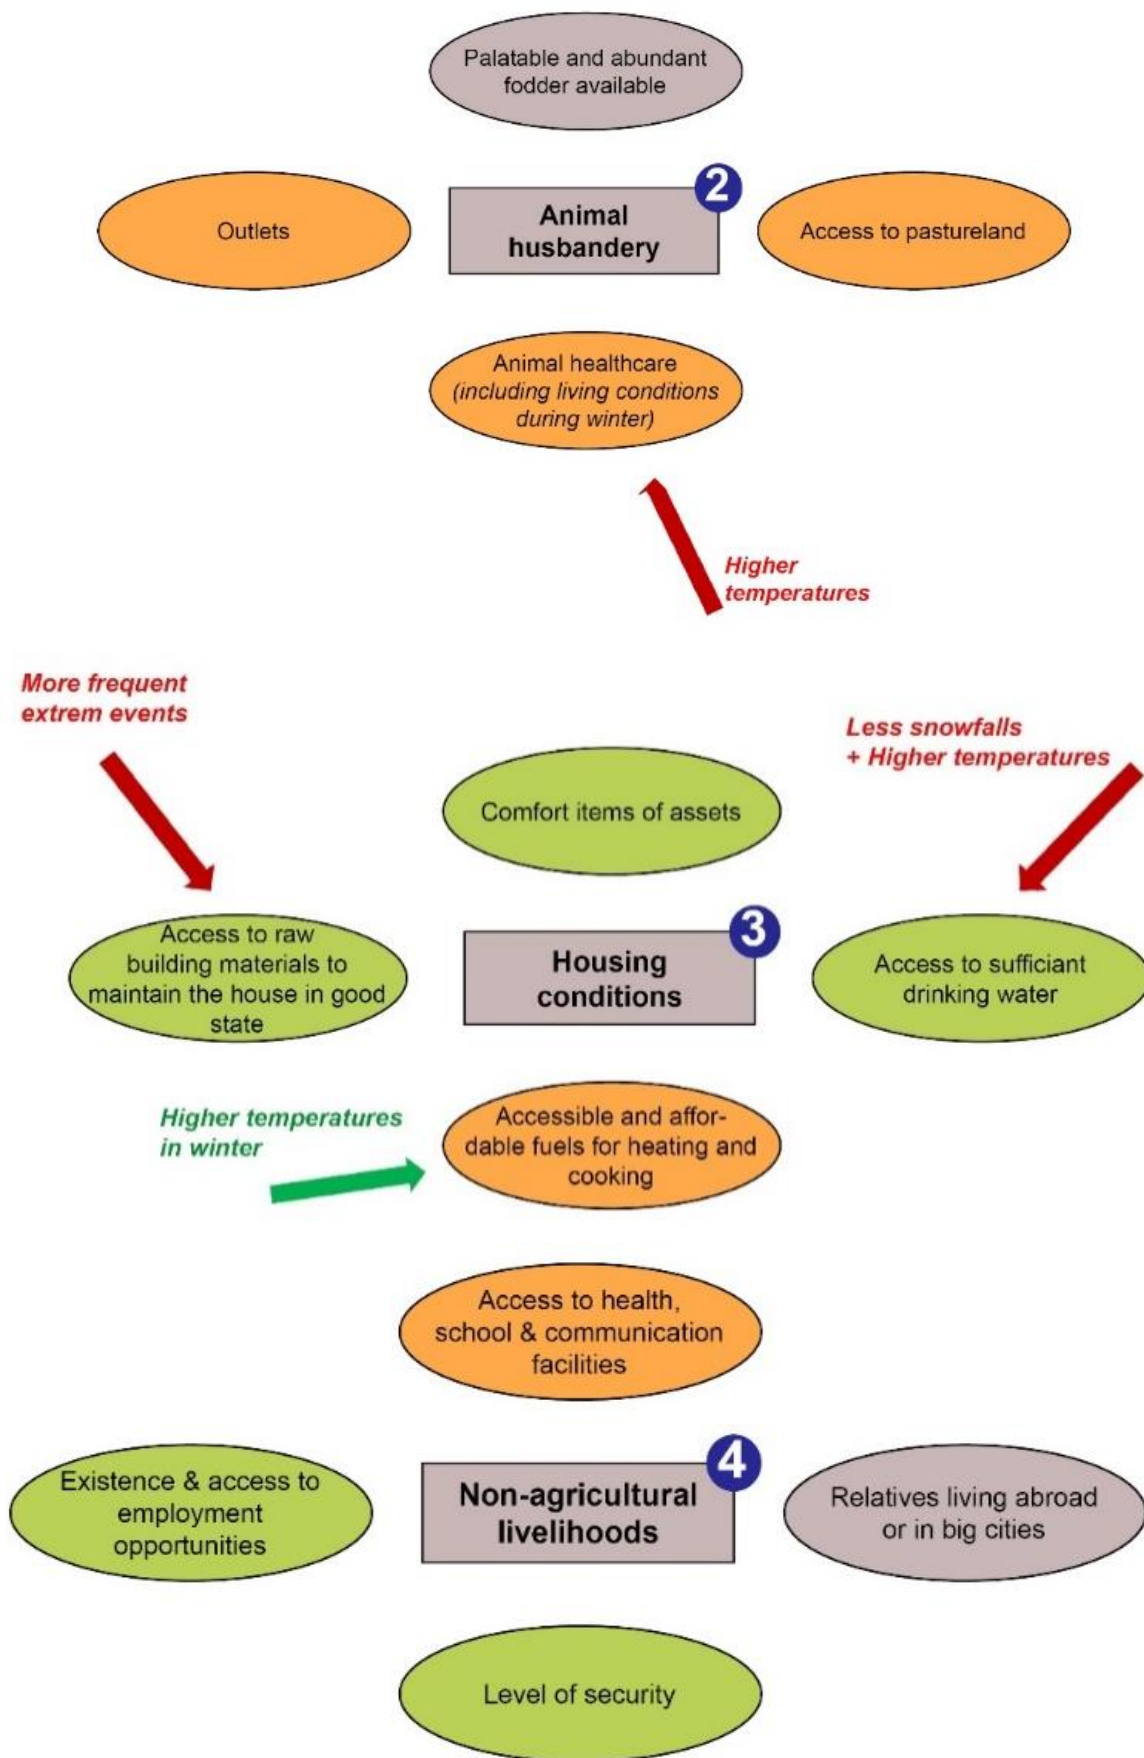 Palatable and abundant
fodder available
2
Outlets
Animal
husbandery
Access to pastureland
Animal healthcare
(including living conditions
during winter)
Higher
temperatures
More frequent
extrem events
Less snowfalls
+ Higher temperatures
Comfort items of assets
3
Access to raw
building materials to
maintain the house in good
state
Housing
conditions
Access to sufficiant
drinking water
Higher temperatures
in winter
Accessible and affor-
dable fuels for heating and
cooking
Access to health,
school & communication
facilities
4
Existence & access to
employment
opportunities
Non-agricultural
livelihoods
Relatives living abroad
or in big cities
Level of security